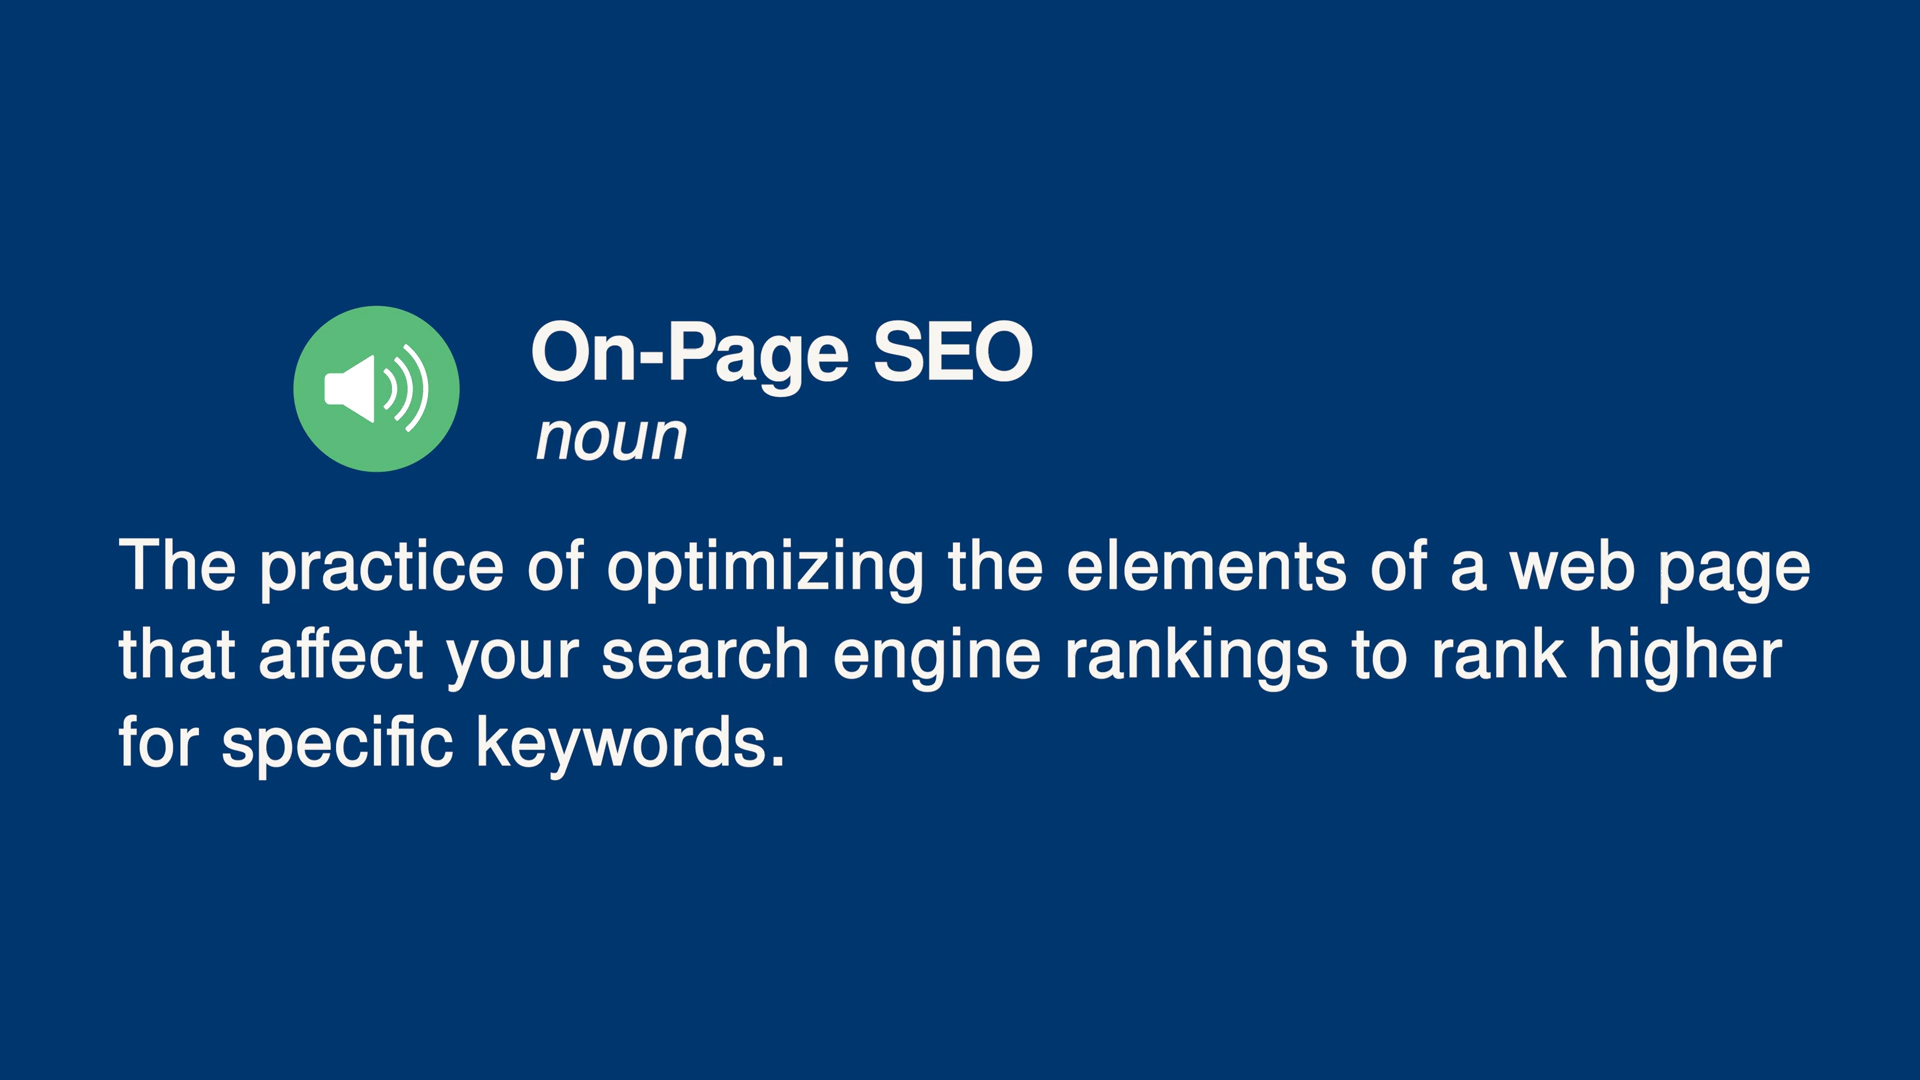 On-Page SEO
noun
The practice of optimizing the elements of a web page
that affect your search engine rankings to rank higher
for specific keywords.